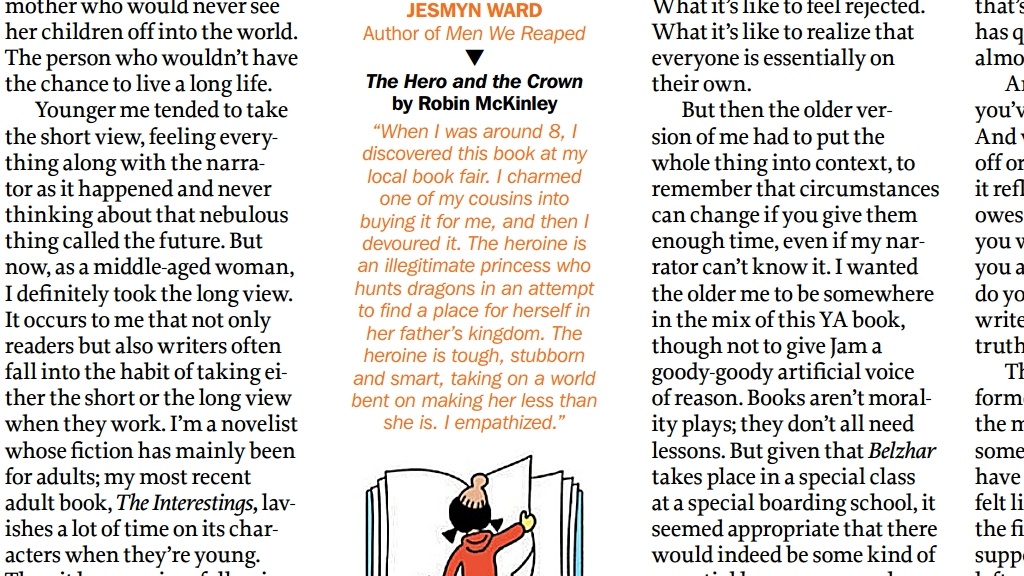 mother who would never see
her children off into the world.
The person who wouldn't have
the chance to live a long life.
Younger me tended to take
the short view, feeling every-
thing along with the narra-
tor as it happened and never
thinking about that nebulous
thing called the future. But
now, as a middle-aged woman,
I definitely took the long view.
It occurs to me that not only
readers but also writers often
fall into the habit of taking ei-
ther the short or the long view
when they work. I'm a novelist
whose fiction has mainly been
for adults; my most recent
adult book, The Interestings, lav-
ishes a lot of time on its char-
acters when they're young.
JESMYN WARD
Author of Men We Reaped
The Hero and the Crown
by Robin McKinley
“When I was around 8, I
discovered this book at my
local book fair. I charmed
one of my cousins into
buying it for me, and then I
devoured it. The heroine is
an illegitimate princess who
hunts dragons in an attempt
to find a place for herself in
her father's kingdom. The
heroine is tough, stubborn
and smart, taking on a world
bent on making her less than
she is. I empathized.”
What it's like to feel rejected.
What it's like to realize that
everyone is essentially on
their own.
But then the older ver-
sion of me had to put the
whole thing into context, to
remember that circumstances
can change if you give them
enough time, even if my nar-
rator can't know it. I wanted
the older me to be somewhere
in the mix of this YA book,
though not to give Jam a
goody-goody artificial voice
of reason. Books aren't moral-
ity plays; they don't all need
lessons. But given that Belzhar
takes place in a special class
at a special boarding school, it
seemed appropriate that there
would indeed be some kind of
that's
has q
almo
you'v
And
off or
it refl
owes
you w
you a
do yo
write
truth
Th
form
the m
some
have
felt li
the fi
supp